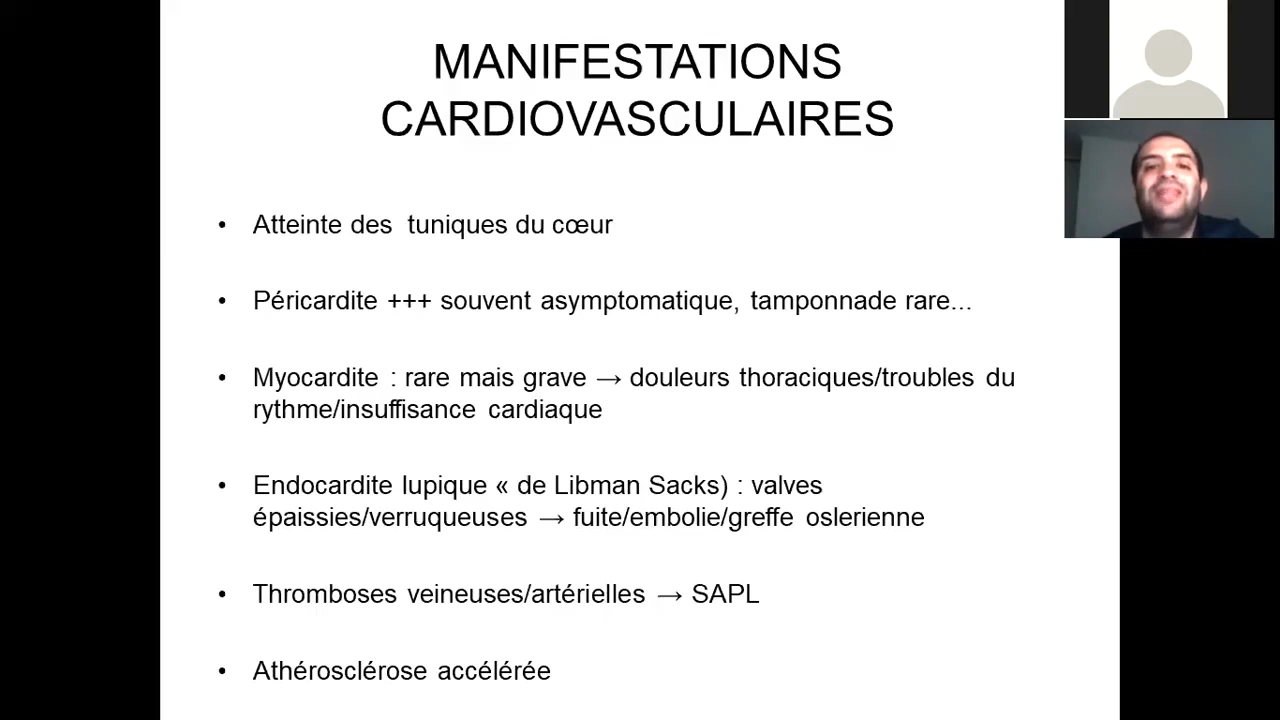 MANIFESTATIONS
CARDIOVASCULAIRES
• Atteinte des tuniques du cœur
• Péricardite +++ souvent asymptomatique, tamponnade rare...
• Myocardite : rare mais grave → douleurs thoraciques/troubles du
rythme/insuffisance cardiaque
• Endocardite lupique « de Libman Sacks) : valves
épaissies/verruqueuses → fuite/embolie/greffe oslerienne
• Thromboses veineuses/artérielles → SAPL
• Athérosclérose accélérée